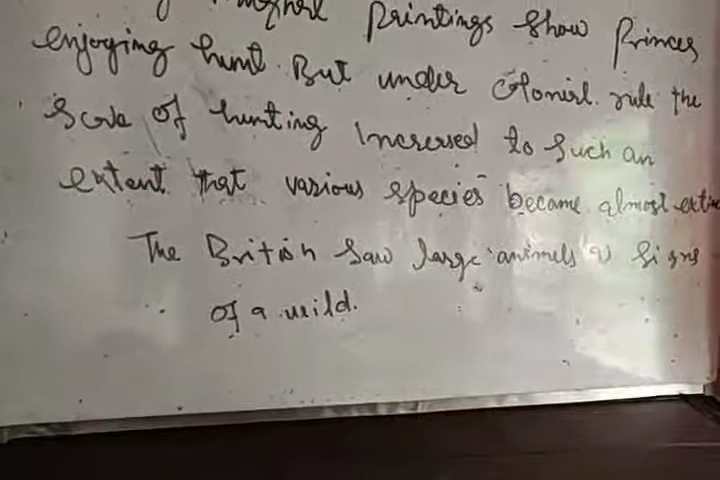 paintings show Princes
enjoying hunt. But under colonial. rule the
Scale of hunting Increased to such an
extent that various species became almost exti
The British saw large animals as signs
of a wild.